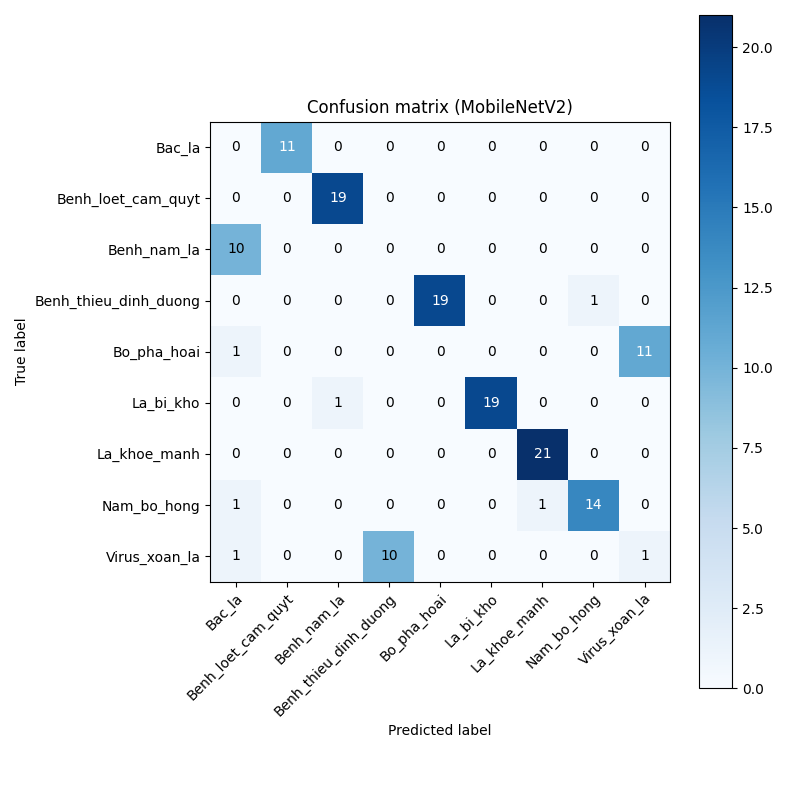 Confusion matrix (MobileNetV2)
True label
Bac_la 0 11 0 0 0 0 0 0 0
Benh_loet_cam_quyt 0 0 19 0 0 0 0 0 0
Benh_nam_la 10 0 0 0 0 0 0 0 0
Benh_thieu_dinh_duong 0 0 0 0 19 0 0 1 0
Bo_pha_hoai 1 0 0 0 0 0 0 0 11
La_bi_kho 0 0 1 0 0 19 0 0 0
La_khoe_manh 0 0 0 0 0 0 21 0 0
Nam_bo_hong 1 0 0 0 0 0 1 14 0
Virus_xoan_la 1 0 0 10 0 0 0 0 1
Bac_la
Benh_loet_cam_quyt
Benh_nam_la
Benh_thieu_dinh_duong
Bo_pha_hoai
La_bi_kho
La_khoe_manh
Nam_bo_hong
Virus_xoan_la
Predicted label
20.0
17.5
15.0
12.5
10.0
7.5
5.0
2.5
0.0